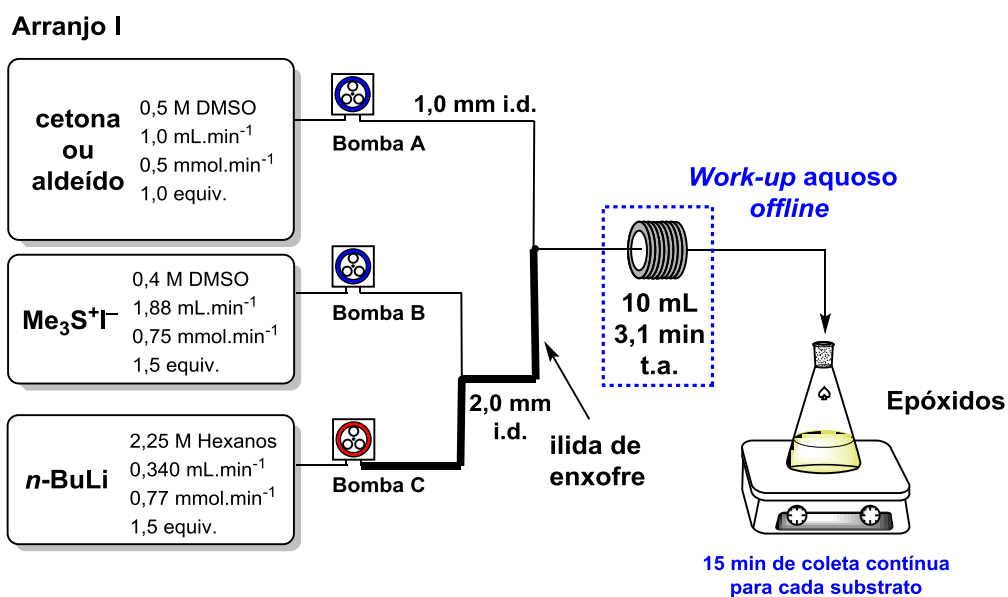 Arranjo I
cetona
ou
aldeído
0,5 M DMSO
1,0 mL.min⁻¹
0,5 mmol.min⁻¹
1,0 equiv.
Bomba A
1,0 mm i.d.
Me₃S⁺I⁻
0,4 M DMSO
1,88 mL.min⁻¹
0,75 mmol.min⁻¹
1,5 equiv.
Bomba B
n-BuLi
2,25 M Hexanos
0,340 mL.min⁻¹
0,77 mmol.min⁻¹
1,5 equiv.
Bomba C
2,0 mm
i.d.
ilida de
enxofre
10 mL
3,1 min
t.a.
Work-up aquoso
offline
Epóxidos
15 min de coleta contínua
para cada substrato